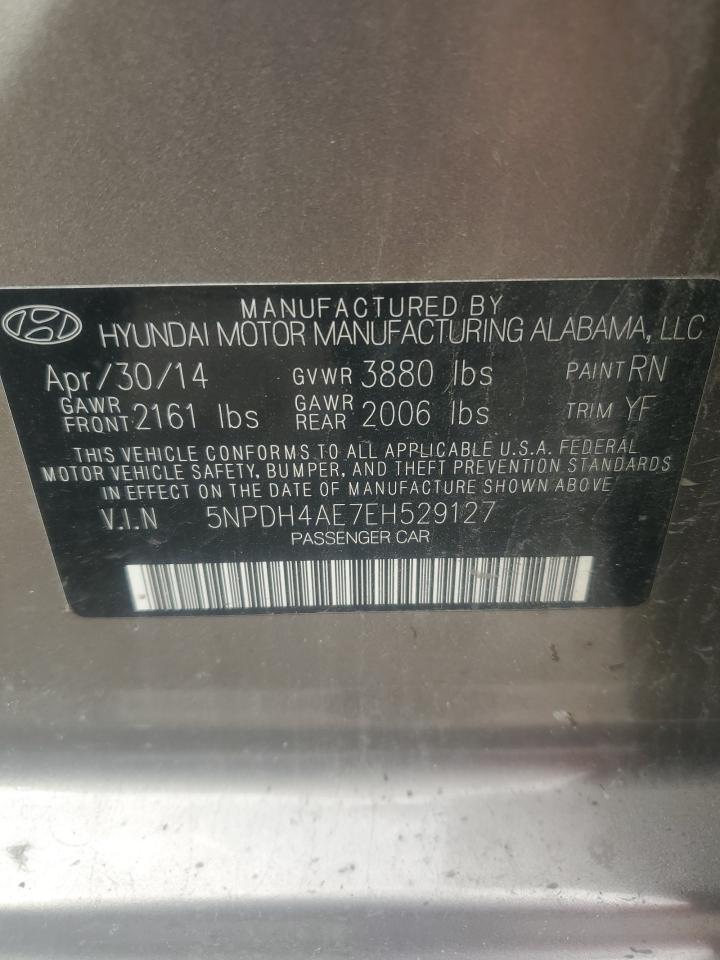 MANUFACTURED BY
HYUNDAI MOTOR MANUFACTURING ALABAMA, LLC
Apr/30/14 GVWR 3880 lbs PAINT RN
GAWR FRONT 2161 lbs GAWR REAR 2006 lbs TRIM YF
THIS VEHICLE CONFORMS TO ALL APPLICABLE U.S.A. FEDERAL
MOTOR VEHICLE SAFETY, BUMPER, AND THEFT PREVENTION STANDARDS
IN EFFECT ON THE DATE OF MANUFACTURE SHOWN ABOVE
V.I.N 5NPDH4AE7EH529127
PASSENGER CAR